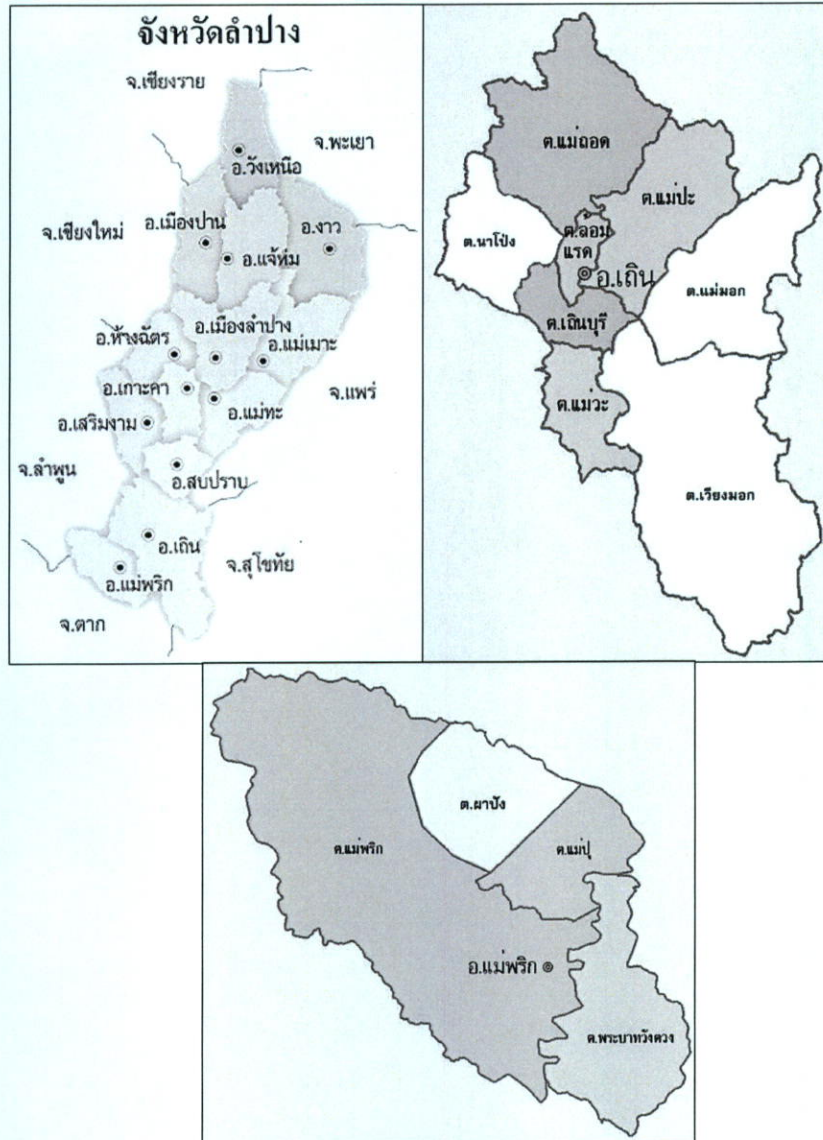 จังหวัดลำปาง
จ.เชียงราย
จ.พะเยา
อ.วังเหนือ
จ.เชียงใหม่
อ.เมืองปาน
อ.งาว
อ.แจ้ห่ม
อ.ห้างฉัตร
อ.เมืองลำปาง
อ.แม่เมาะ
อ.เกาะคา
จ.แพร่
อ.เสริมงาม
อ.แม่ทะ
จ.ลำพูน
อ.สบปราบ
อ.เถิน
จ.สุโขทัย
อ.แม่พริก
จ.ตาก
ต.แม่ถอด
ต.แม่ปะ
ต.นาโป่ง
ต.ล้อม
แรด
อ.เถิน
ต.แม่มอก
ต.เถินบุรี
ต.แม่วะ
ต.เวียงมอก
ต.ผาปัง
ต.แม่พริก
ต.แม่ปุ
อ.แม่พริก
ต.พระบาทวังตวง